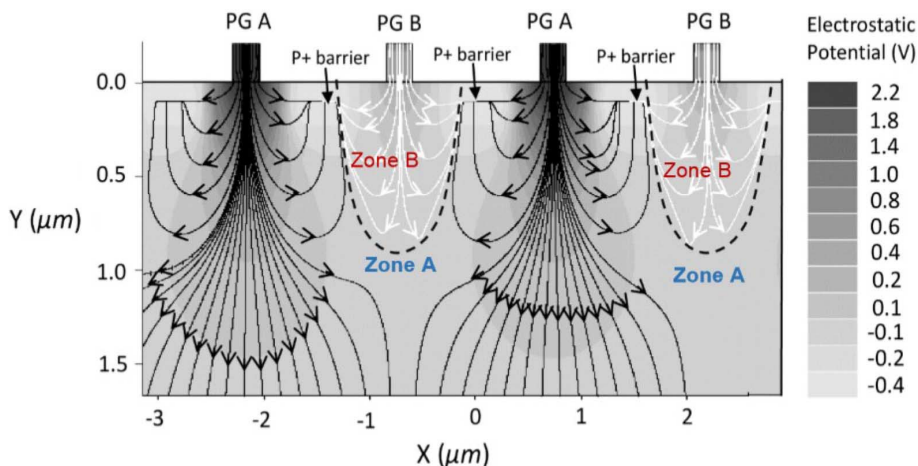 PG A
PG B
PG A
PG B
Electrostatic
Potential (V)
P+ barrier
P+ barrier
P+ barrier
2.2
1.8
1.4
1.0
0.8
0.6
0.4
0.2
0.1
-0.1
-0.2
-0.4
0.0
0.5
1.0
1.5
Y (μm)
Zone B
Zone B
Zone A
Zone A
-3
-2
-1
0
1
2
X (μm)